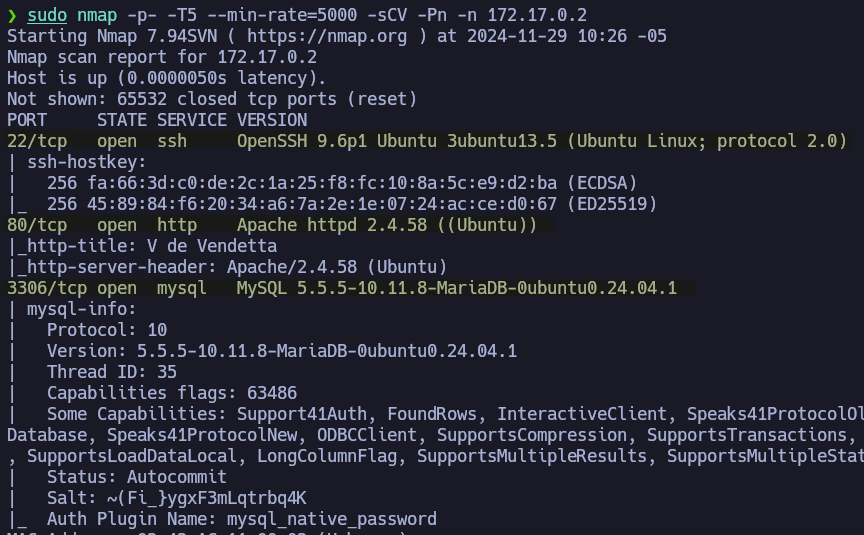 ❯ sudo nmap -p- -T5 --min-rate=5000 -sCV -Pn -n 172.17.0.2
Starting Nmap 7.94SVN ( https://nmap.org ) at 2024-11-29 10:26 -05
Nmap scan report for 172.17.0.2
Host is up (0.0000050s latency).
Not shown: 65532 closed tcp ports (reset)
PORT     STATE SERVICE VERSION
22/tcp   open  ssh     OpenSSH 9.6p1 Ubuntu 3ubuntu13.5 (Ubuntu Linux; protocol 2.0)
| ssh-hostkey:
|   256 fa:66:3d:c0:de:2c:1a:25:f8:fc:10:8a:5c:e9:d2:ba (ECDSA)
|_  256 45:89:84:f6:20:34:a6:7a:2e:1e:07:24:ac:ce:d0:67 (ED25519)
80/tcp   open  http    Apache httpd 2.4.58 ((Ubuntu))
|_http-title: V de Vendetta
|_http-server-header: Apache/2.4.58 (Ubuntu)
3306/tcp open  mysql   MySQL 5.5.5-10.11.8-MariaDB-0ubuntu0.24.04.1
| mysql-info:
|   Protocol: 10
|   Version: 5.5.5-10.11.8-MariaDB-0ubuntu0.24.04.1
|   Thread ID: 35
|   Capabilities flags: 63486
|   Some Capabilities: Support41Auth, FoundRows, InteractiveClient, Speaks41ProtocolOl
Database, Speaks41ProtocolNew, ODBCClient, SupportsCompression, SupportsTransactions,
, SupportsLoadDataLocal, LongColumnFlag, SupportsMultipleResults, SupportsMultipleStat
|   Status: Autocommit
|   Salt: ~(Fi_}ygxF3mLqtrbq4K
|_  Auth Plugin Name: mysql_native_password